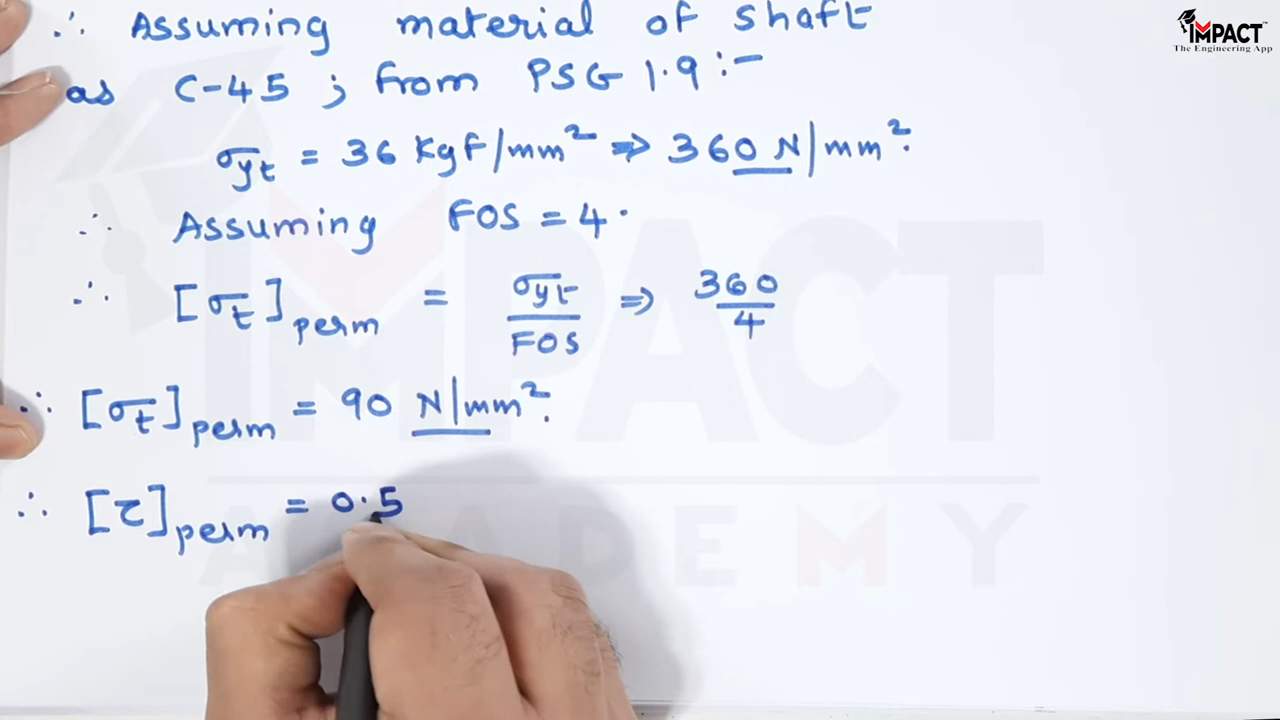 IMPACT
The Engineering App
∴ Assuming material of shaft
as C-45 ; from PSG 1.9 :-
σyt = 36 Kgf/mm² ⇒ 360 N/mm².
∴ Assuming FOS = 4.
∴ [σt]perm = σyt/FOS ⇒ 360/4
∴ [σt]perm = 90 N/mm².
∴ [τ]perm = 0.5
IMPACT
ACADEMY